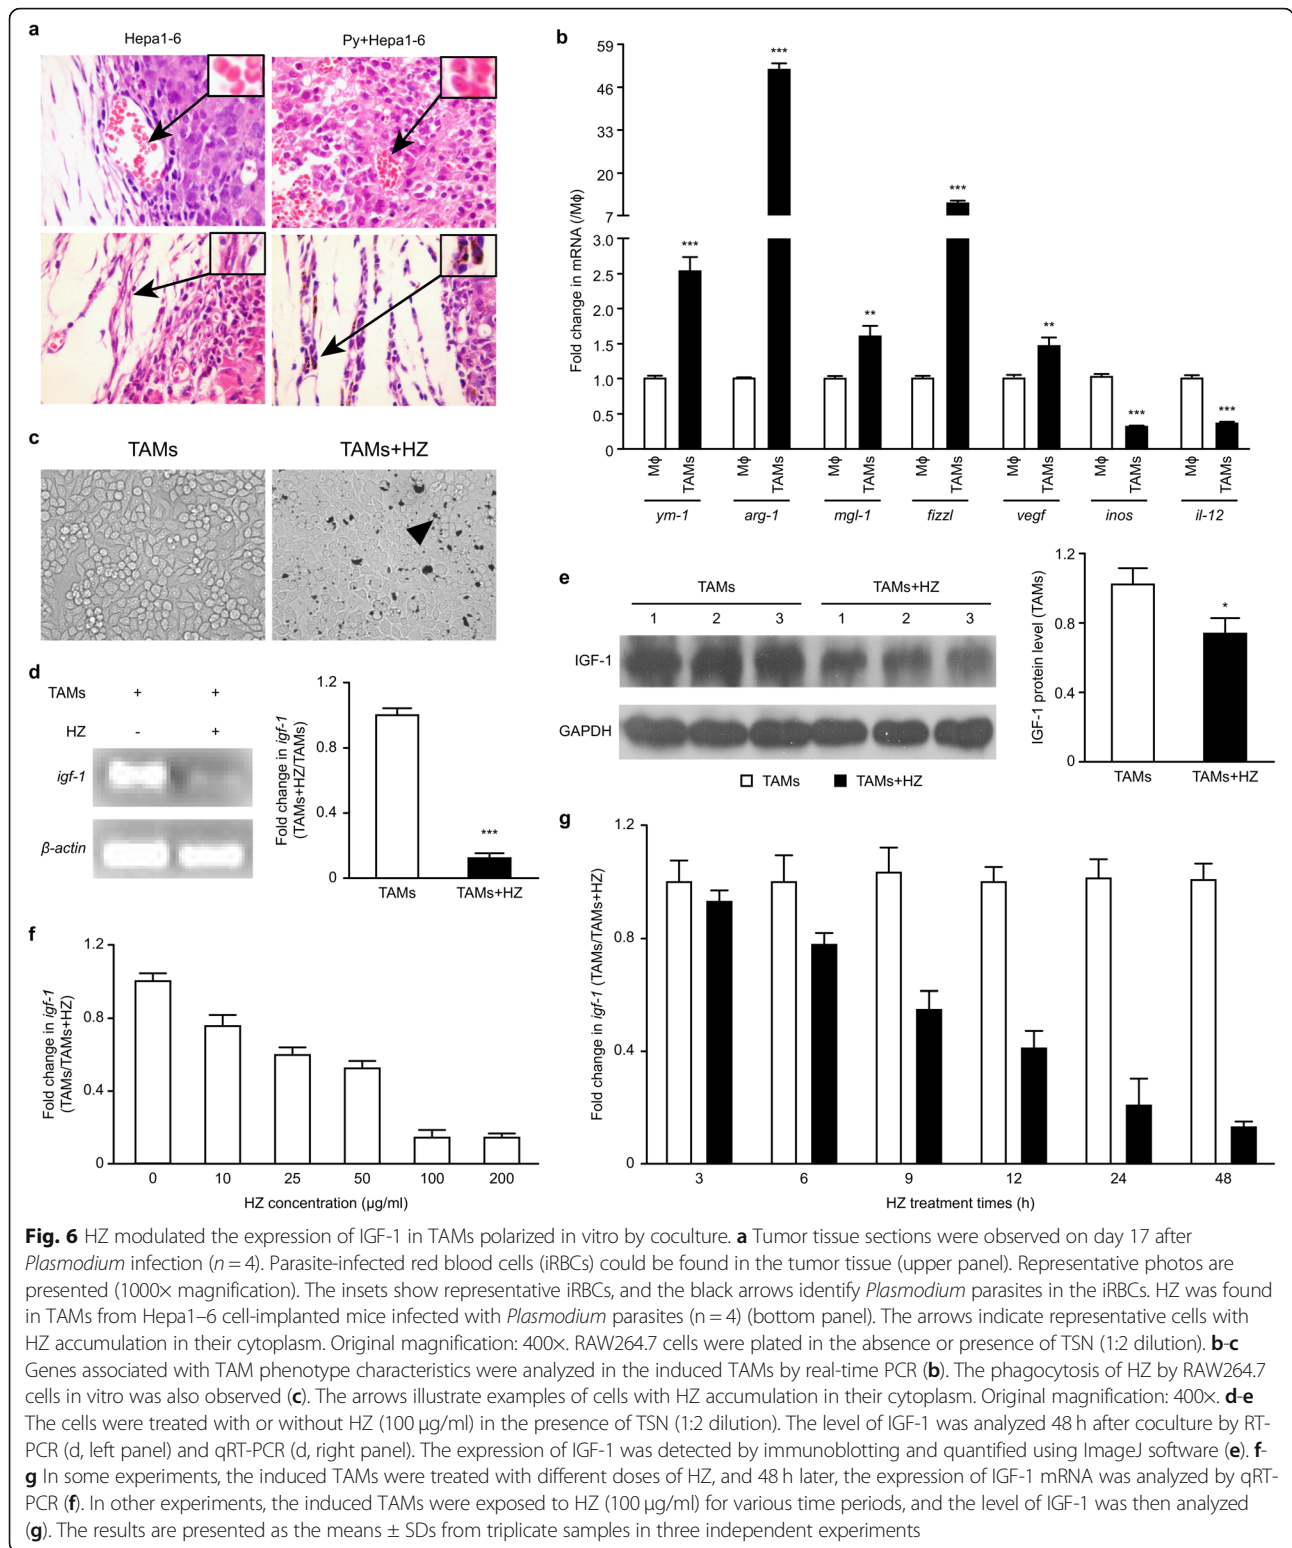 a
Hepa1-6
Py+Hepa1-6
b
Fold change in mRNA (/Mϕ)
59
46
33
20
7
3.0
2.5
2.0
1.5
1.0
0.5
0
***
***
**
***
**
***
***
Mϕ
TAMs
Mϕ
TAMs
Mϕ
TAMs
Mϕ
TAMs
Mϕ
TAMs
Mϕ
TAMs
Mϕ
TAMs
ym-1
arg-1
mgl-1
fizzl
vegf
inos
il-12
c
TAMs
TAMs+HZ
d
TAMs + +
HZ - +
igf-1
β-actin
Fold change in igf-1
(TAMs+HZ/TAMs)
1.2
0.8
0.4
0
***
TAMs
TAMs+HZ
e
TAMs
TAMs+HZ
1 2 3 1 2 3
IGF-1
GAPDH
IGF-1 protein level (TAMs)
1.2
0.8
0.4
0
*
TAMs
TAMs+HZ
TAMs
TAMs+HZ
f
Fold change in igf-1
(TAMs/TAMs+HZ)
1.2
0.8
0.4
0
0 10 25 50 100 200
HZ concentration (µg/ml)
g
Fold change in igf-1 (TAMs/TAMs+HZ)
1.2
0.8
0.4
0
3 6 9 12 24 48
HZ treatment times (h)
Fig. 6 HZ modulated the expression of IGF-1 in TAMs polarized in vitro by coculture. a Tumor tissue sections were observed on day 17 after
Plasmodium infection (n = 4). Parasite-infected red blood cells (iRBCs) could be found in the tumor tissue (upper panel). Representative photos are
presented (1000× magnification). The insets show representative iRBCs, and the black arrows identify Plasmodium parasites in the iRBCs. HZ was found
in TAMs from Hepa1–6 cell-implanted mice infected with Plasmodium parasites (n = 4) (bottom panel). The arrows indicate representative cells with
HZ accumulation in their cytoplasm. Original magnification: 400×. RAW264.7 cells were plated in the absence or presence of TSN (1:2 dilution). b-c
Genes associated with TAM phenotype characteristics were analyzed in the induced TAMs by real-time PCR (b). The phagocytosis of HZ by RAW264.7
cells in vitro was also observed (c). The arrows illustrate examples of cells with HZ accumulation in their cytoplasm. Original magnification: 400×. d-e
The cells were treated with or without HZ (100 μg/ml) in the presence of TSN (1:2 dilution). The level of IGF-1 was analyzed 48 h after coculture by RT-
PCR (d, left panel) and qRT-PCR (d, right panel). The expression of IGF-1 was detected by immunoblotting and quantified using ImageJ software (e). f-
g In some experiments, the induced TAMs were treated with different doses of HZ, and 48 h later, the expression of IGF-1 mRNA was analyzed by qRT-
PCR (f). In other experiments, the induced TAMs were exposed to HZ (100 μg/ml) for various time periods, and the level of IGF-1 was then analyzed
(g). The results are presented as the means ± SDs from triplicate samples in three independent experiments